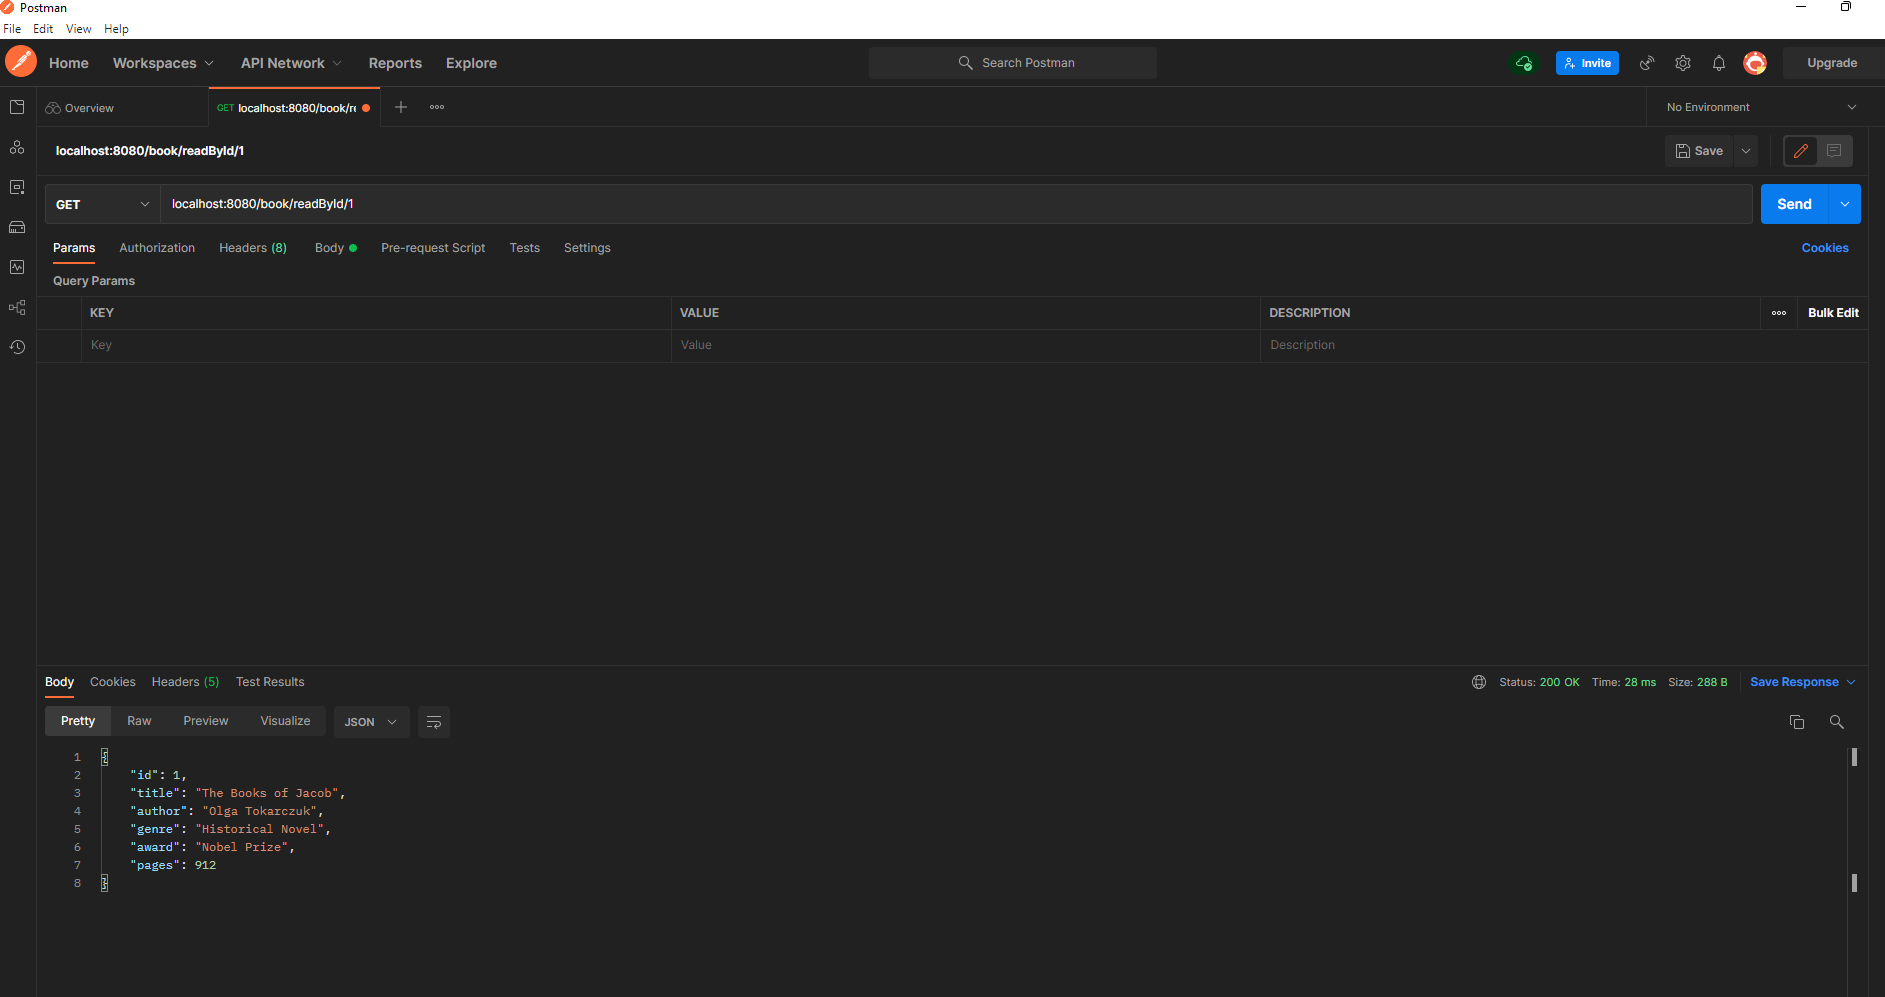 Postman
File Edit View Help
Home Workspaces API Network Reports Explore Search Postman Invite Upgrade
Overview GET localhost:8080/book/re No Environment
localhost:8080/book/readById/1 Save
GET localhost:8080/book/readById/1 Send
Params Authorization Headers (8) Body Pre-request Script Tests Settings Cookies
Query Params
KEY VALUE DESCRIPTION Bulk Edit
Key Value Description
Body Cookies Headers (5) Test Results Status: 200 OK Time: 28 ms Size: 288 B Save Response
Pretty Raw Preview Visualize JSON
1 {
2 "id": 1,
3 "title": "The Books of Jacob",
4 "author": "Olga Tokarczuk",
5 "genre": "Historical Novel",
6 "award": "Nobel Prize",
7 "pages": 912
8 }